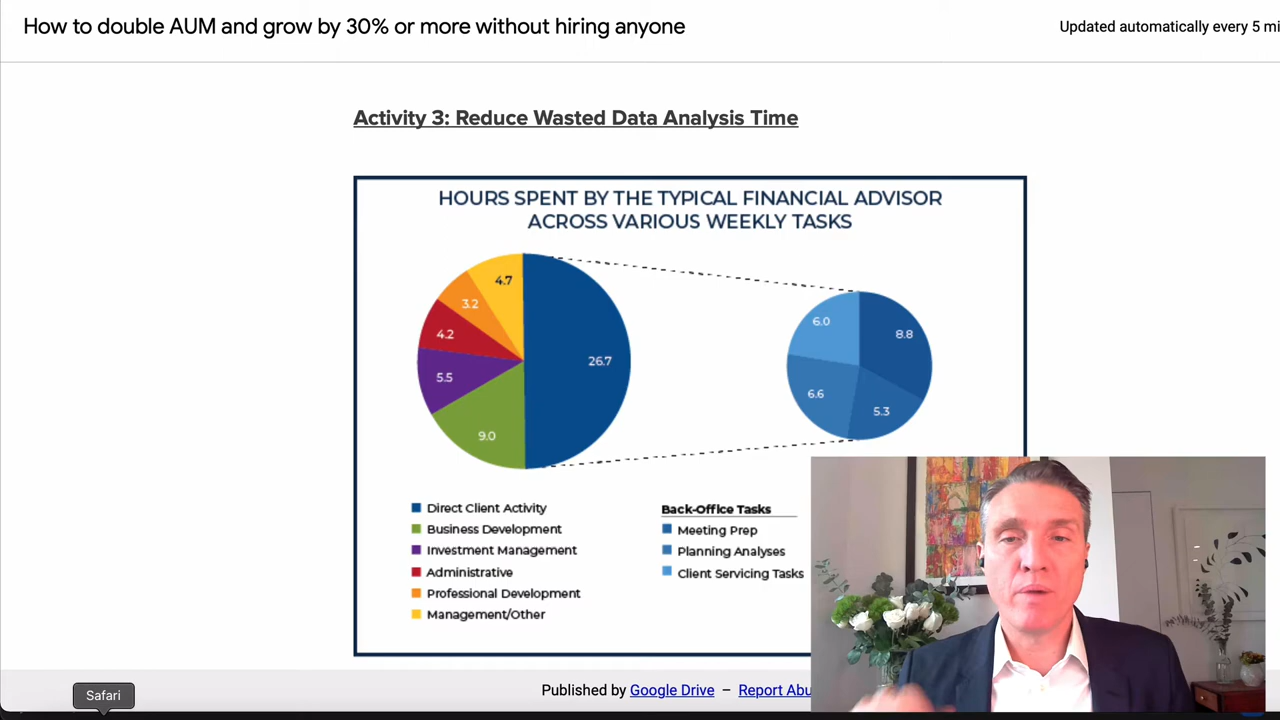 How to double AUM and grow by 30% or more without hiring anyone
Updated automatically every 5 mi
Activity 3: Reduce Wasted Data Analysis Time
HOURS SPENT BY THE TYPICAL FINANCIAL ADVISOR
ACROSS VARIOUS WEEKLY TASKS
4.7
3.2
4.2
5.5
9.0
26.7
6.0
8.8
6.6
5.3
Direct Client Activity
Business Development
Investment Management
Administrative
Professional Development
Management/Other
Back-Office Tasks
Meeting Prep
Planning Analyses
Client Servicing Tasks
Published by Google Drive – Report Abu
Safari